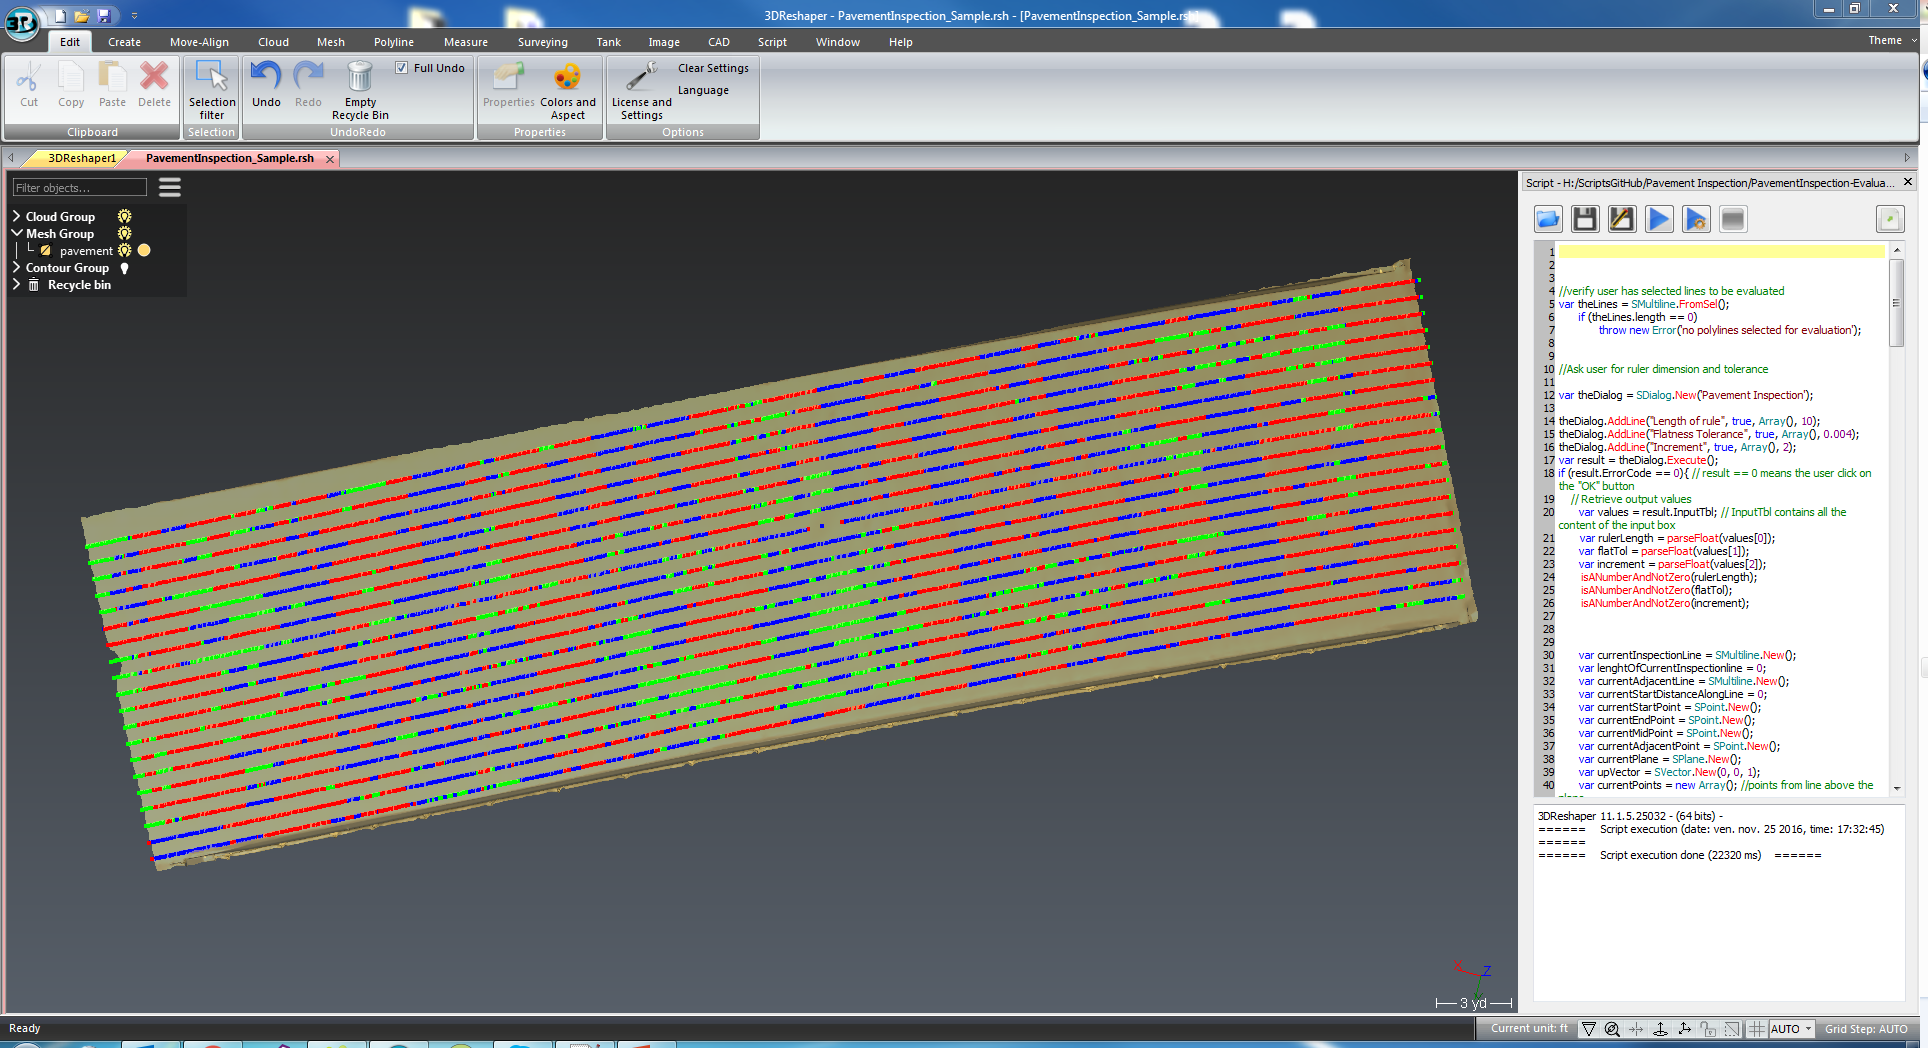 3DReshaper - PavementInspection_Sample.rsh - [PavementInspection_Sample.rsh]
Edit Create Move-Align Cloud Mesh Polyline Measure Surveying Tank Image CAD Script Window Help Theme
Cut Copy Paste Delete
Clipboard
Selection filter
Selection
Undo Redo Empty Recycle Bin Full Undo
UndoRedo
Properties Colors and Aspect
Properties
License and Settings Clear Settings Language
Options
3DReshaper1 PavementInspection_Sample.rsh
Filter objects...
Cloud Group
Mesh Group
pavement
Contour Group
Recycle bin
X Z
3 yd
Script - H:/ScriptsGitHub/Pavement Inspection/PavementInspection-Evalua...
1
2
3
4 //verify user has selected lines to be evaluated
5 var theLines = SMultiline.FromSel();
6 if (theLines.length == 0)
7 throw new Error('no polylines selected for evaluation');
8
9
10 //Ask user for ruler dimension and tolerance
11
12 var theDialog = SDialog.New('Pavement Inspection');
13
14 theDialog.AddLine("Length of rule", true, Array(), 10);
15 theDialog.AddLine("Flatness Tolerance", true, Array(), 0.004);
16 theDialog.AddLine("Increment", true, Array(), 2);
17 var result = theDialog.Execute();
18 if (result.ErrorCode == 0){ // result == 0 means the user click on
the "OK" button
19 // Retrieve output values
20 var values = result.InputTbl; // InputTbl contains all the
content of the input box
21 var rulerLength = parseFloat(values[0]);
22 var flatTol = parseFloat(values[1]);
23 var increment = parseFloat(values[2]);
24 isANumberAndNotZero(rulerLength);
25 isANumberAndNotZero(flatTol);
26 isANumberAndNotZero(increment);
27
28
29
30 var currentInspectionLine = SMultiline.New();
31 var lenghtOfCurrentInspectionline = 0;
32 var currentAdjacentLine = SMultiline.New();
33 var currentStartDistanceAlongLine = 0;
34 var currentStartPoint = SPoint.New();
35 var currentEndPoint = SPoint.New();
36 var currentMidPoint = SPoint.New();
37 var currentAdjacentPoint = SPoint.New();
38 var currentPlane = SPlane.New();
39 var upVector = SVector.New(0, 0, 1);
40 var currentPoints = new Array(); //points from line above the
3DReshaper 11.1.5.25032 - (64 bits) -
====== Script execution (date: ven. nov. 25 2016, time: 17:32:45)
======
====== Script execution done (22320 ms) ======
Ready
Current unit: ft AUTO Grid Step: AUTO